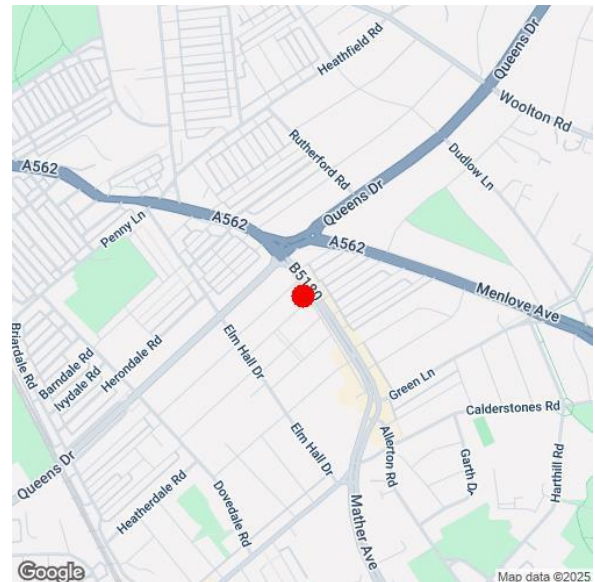 Heathfield Rd
Queens Dr
Woolton Rd
Rutherford Rd
Dudlow Ln
A562
Penny Ln
A562
Queens Dr
A562
B5180
Menlove Ave
Briardale Rd
Barndale Rd
Ivydale Rd
Herondale Rd
Elm Hall Dr
Green Ln
Calderstones Rd
Queens Dr
Heatherdale Rd
Dovedale Rd
Elm Hall Dr
Allerton Rd
Garth D
Harthill Rd
Mather Ave
Google
Map data ©2025